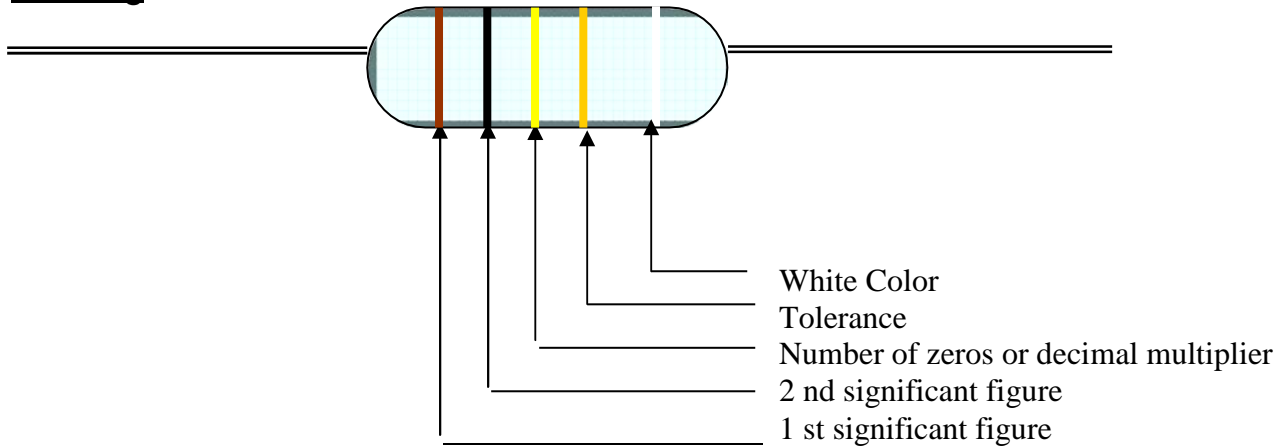 White Color
Tolerance
Number of zeros or decimal multiplier
2 nd significant figure
1 st significant figure